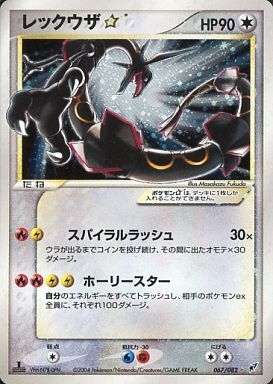 レックウザ☆ HP90
Illus. Masakazu Fukuda
ポケモン☆は、デッキに1枚しか
入れることができません。
スパイラルラッシュ 30×
ウラが出るまでコインを投げ続け、その間に出たオモテ×30
ダメージ。
ホーリースター
自分のエネルギーをすべてトラッシュし、相手のポケモンex
全員に、それぞれ100ダメージ。
弱点 抵抗力 -30 にげる
©2004 Pokémon/Nintendo/Creatures/GAME FREAK. 067/082